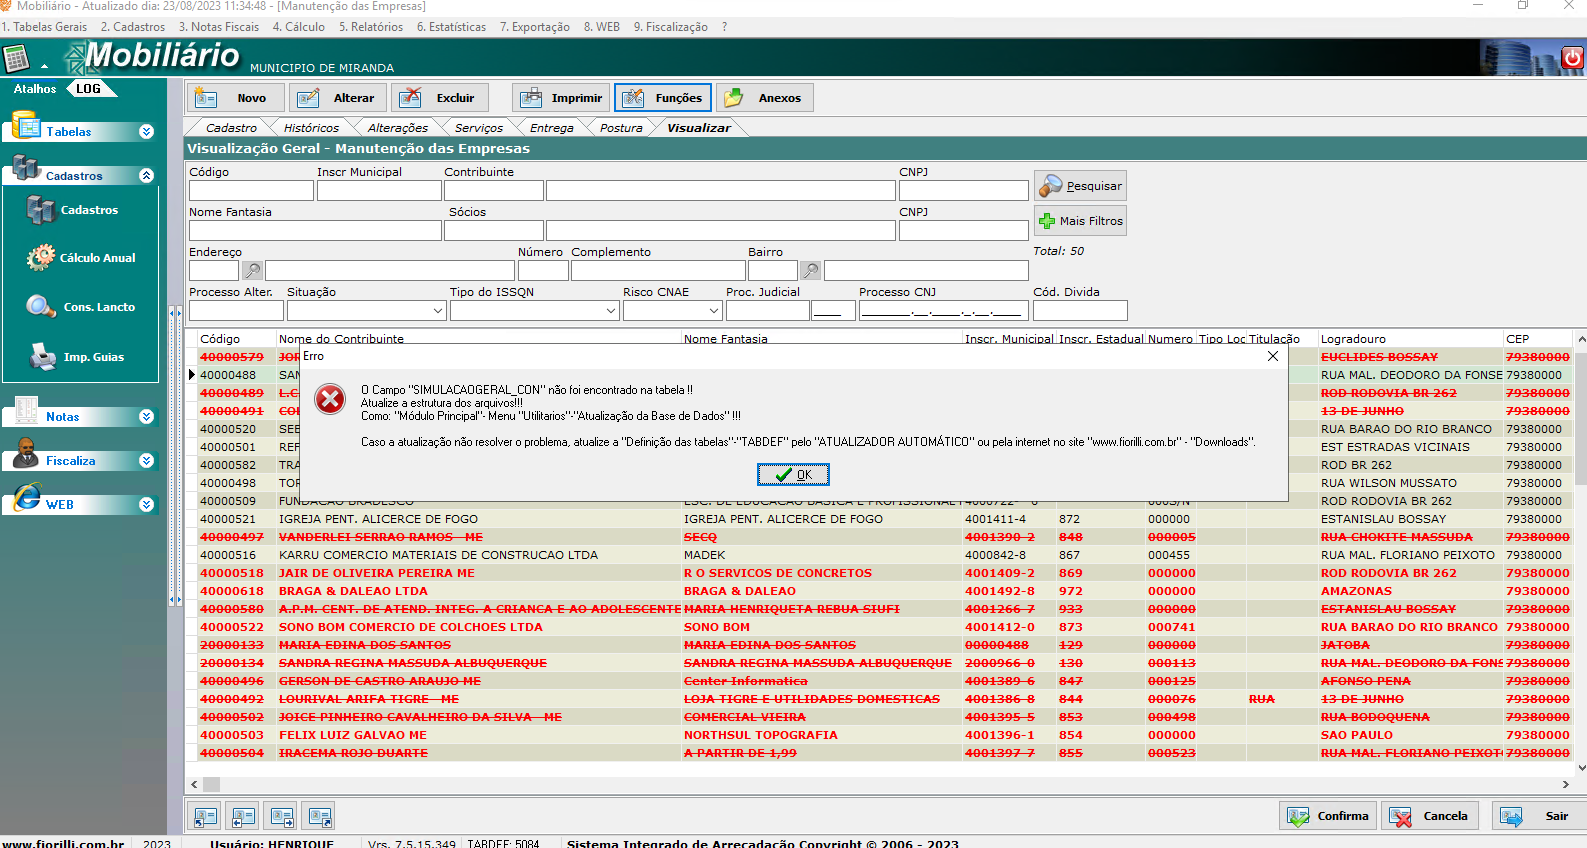 Mobiliário - Atualizado dia: 23/08/2023 11:34:48 - [Manutenção das Empresas]
1. Tabelas Gerais 2. Cadastros 3. Notas Fiscais 4. Cálculo 5. Relatórios 6. Estatísticas 7. Exportação 8. WEB 9. Fiscalização ?
Mobiliário MUNICIPIO DE MIRANDA
Atalhos LOG
Tabelas
Cadastros
Cadastros
Cálculo Anual
Cons. Lancto
Imp. Guias
Notas
Fiscaliza
WEB
Novo Alterar Excluir Imprimir Funções Anexos
Cadastro Históricos Alterações Serviços Entrega Postura Visualizar
Visualização Geral - Manutenção das Empresas
Código Inscr Municipal Contribuinte CNPJ
Pesquisar
Nome Fantasia Sócios CNPJ
Mais Filtros
Endereço Número Complemento Bairro Total: 50
Processo Alter. Situação Tipo do ISSQN Risco CNAE Proc. Judicial Processo CNJ Cód. Divida
Código Nome do Contribuinte Nome Fantasia Inscr. Municipal Inscr. Estadual Numero Tipo Loc Titulação Logradouro CEP
40000579 EUCLIDES BOSSAY 79380000
40000488 RUA MAL. DEODORO DA FONSE 79380000
40000489 ROD RODOVIA BR 262 79380000
40000491 13 DE JUNHO 79380000
40000520 RUA BARAO DO RIO BRANCO 79380000
40000501 EST ESTRADAS VICINAIS 79380000
40000582 ROD BR 262 79380000
40000498 RUA WILSON MUSSATO 79380000
40000509 FUNDACAO BRADESCO ESC. DE EDUCACAO BASICA E PROFISSIONAL ROD RODOVIA BR 262 79380000
Erro
O Campo "SIMULACAOGERAL_CON" não foi encontrado na tabela !!
Atualize a estrutura dos arquivos!!!
Como: "Módulo Principal"- Menu "Utilitarios"-"Atualização da Base de Dados" !!!
Caso a atualização não resolver o problema, atualize a "Definição das tabelas"-"TABDEF" pelo "ATUALIZADOR AUTOMÁTICO" ou pela internet no site "www.fiorilli.com.br" - "Downloads".
OK
40000521 IGREJA PENT. ALICERCE DE FOGO IGREJA PENT. ALICERCE DE FOGO 4001411-4 872 000000 ESTANISLAU BOSSAY 79380000
40000497 VANDERLEI SERRAO RAMOS - ME SECQ 4001390-2 848 000005 RUA CHOKITE MASSUDA 79380000
40000516 KARRU COMERCIO MATERIAIS DE CONSTRUCAO LTDA MADEK 4000842-8 867 000455 RUA MAL. FLORIANO PEIXOTO 79380000
40000518 JAIR DE OLIVEIRA PEREIRA ME R O SERVICOS DE CONCRETOS 4001409-2 869 000000 ROD RODOVIA BR 262 79380000
40000618 BRAGA & DALEAO LTDA BRAGA & DALEAO 4001492-8 972 000000 AMAZONAS 79380000
40000580 A.P.M. CENT. DE ATEND. INTEG. A CRIANCA E AO ADOLESCENTE MARIA HENRIQUETA REBUA SIUFI 4001266-7 933 000000 ESTANISLAU BOSSAY 79380000
40000522 SONO BOM COMERCIO DE COLCHOES LTDA SONO BOM 4001412-0 873 000741 RUA BARAO DO RIO BRANCO 79380000
20000133 MARIA EDINA DOS SANTOS MARIA EDINA DOS SANTOS 00000488 129 000000 JATOBA 79380000
20000134 SANDRA REGINA MASSUDA ALBUQUERQUE SANDRA REGINA MASSUDA ALBUQUERQUE 2000966-0 130 000113 RUA MAL. DEODORO DA FONS 79380000
40000496 GERSON DE CASTRO ARAUJO ME Center Informatica 4001389-6 847 000125 AFONSO PENA 79380000
40000492 LOURIVAL ARIFA TIGRE - ME LOJA TIGRE E UTILIDADES DOMESTICAS 4001386-8 844 000076 RUA 13 DE JUNHO 79380000
40000502 JOICE PINHEIRO CAVALHEIRO DA SILVA - ME COMERCIAL VIEIRA 4001395-5 853 000498 RUA BODOQUENA 79380000
40000503 FELIX LUIZ GALVAO ME NORTHSUL TOPOGRAFIA 4001396-1 854 000000 SAO PAULO 79380000
40000504 IRACEMA ROJO DUARTE A PARTIR DE 1,99 4001397-7 855 000523 RUA MAL. FLORIANO PEIXOT 79380000
Confirma Cancela Sair
www.fiorilli.com.br 2023 Usuário: HENRIQUE Vrs. 7.5.15.349 TABDEF: 5084 Sistema Integrado de Arrecadação Copyright © 2006 - 2023